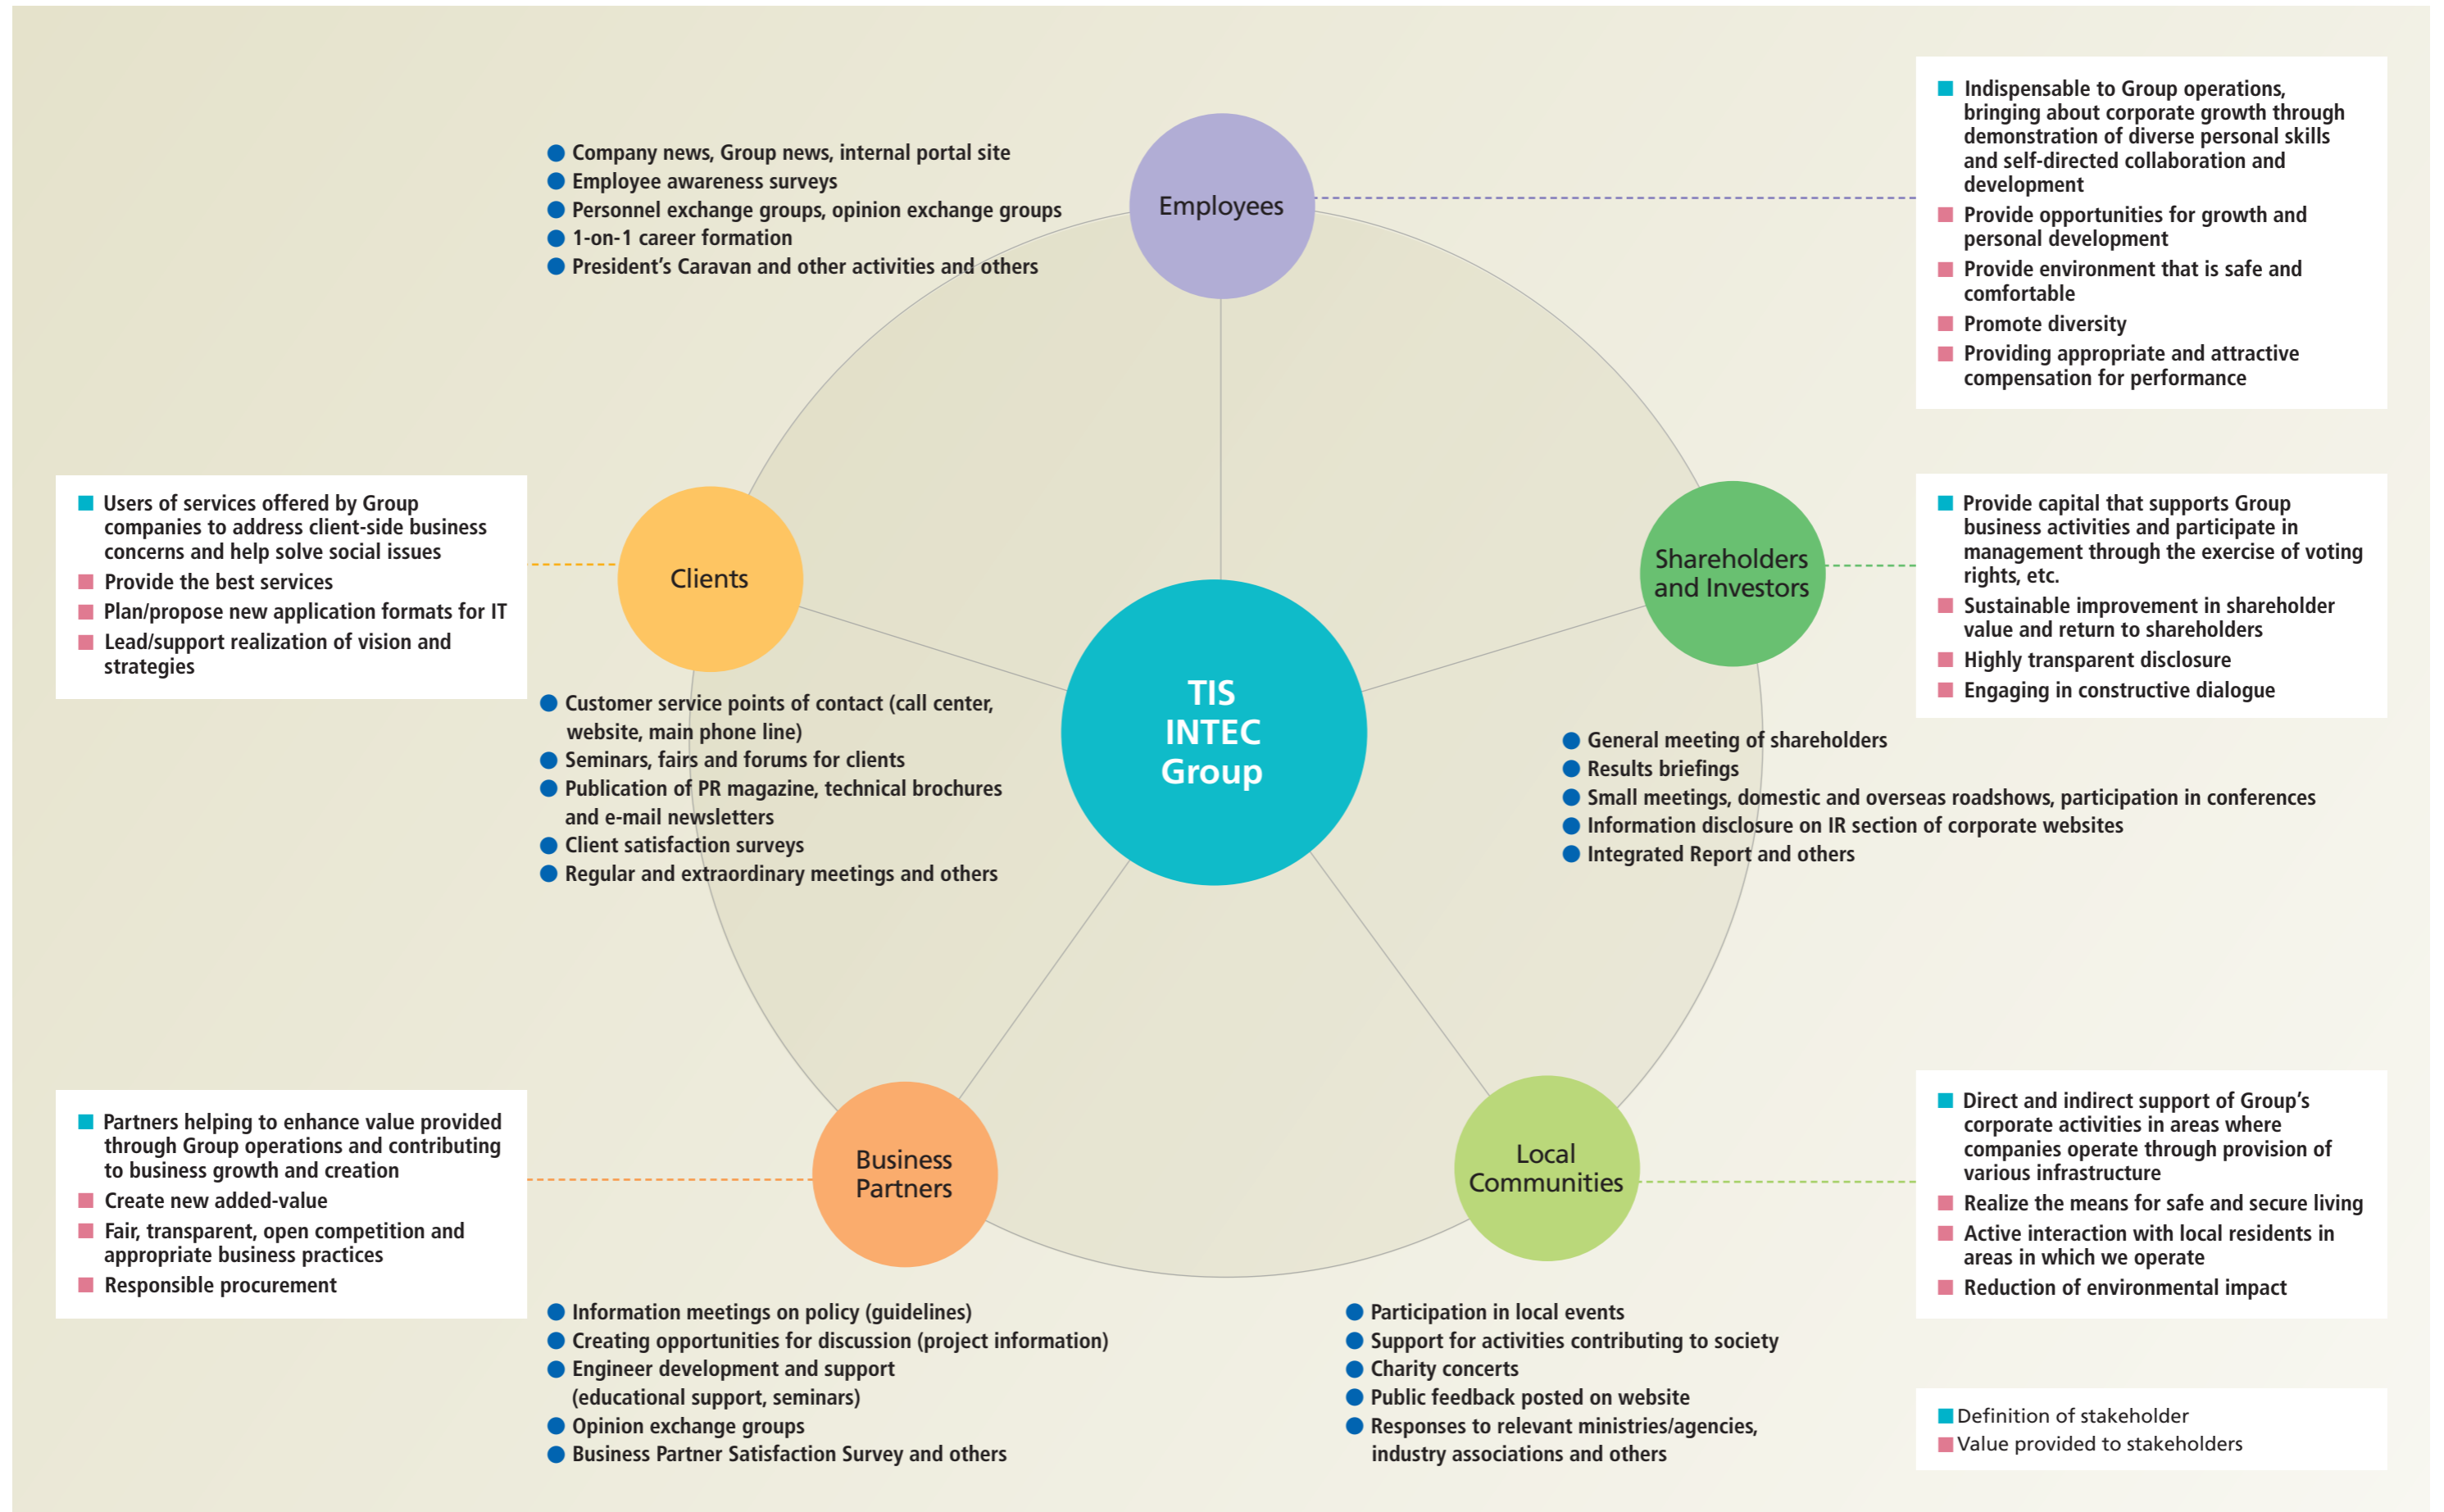 Company news, Group news, internal portal site
Employee awareness surveys
Personnel exchange groups, opinion exchange groups
1-on-1 career formation
President’s Caravan and other activities and others
Employees
Indispensable to Group operations,
bringing about corporate growth through
demonstration of diverse personal skills
and self-directed collaboration and
development
Provide opportunities for growth and
personal development
Provide environment that is safe and
comfortable
Promote diversity
Providing appropriate and attractive
compensation for performance
Users of services offered by Group
companies to address client-side business
concerns and help solve social issues
Provide the best services
Plan/propose new application formats for IT
Lead/support realization of vision and
strategies
Clients
Customer service points of contact (call center,
website, main phone line)
Seminars, fairs and forums for clients
Publication of PR magazine, technical brochures
and e-mail newsletters
Client satisfaction surveys
Regular and extraordinary meetings and others
TIS
INTEC
Group
Shareholders
and Investors
Provide capital that supports Group
business activities and participate in
management through the exercise of voting
rights, etc.
Sustainable improvement in shareholder
value and return to shareholders
Highly transparent disclosure
Engaging in constructive dialogue
General meeting of shareholders
Results briefings
Small meetings, domestic and overseas roadshows, participation in conferences
Information disclosure on IR section of corporate websites
Integrated Report and others
Partners helping to enhance value provided
through Group operations and contributing
to business growth and creation
Create new added-value
Fair, transparent, open competition and
appropriate business practices
Responsible procurement
Business
Partners
Information meetings on policy (guidelines)
Creating opportunities for discussion (project information)
Engineer development and support
(educational support, seminars)
Opinion exchange groups
Business Partner Satisfaction Survey and others
Local
Communities
Direct and indirect support of Group’s
corporate activities in areas where
companies operate through provision of
various infrastructure
Realize the means for safe and secure living
Active interaction with local residents in
areas in which we operate
Reduction of environmental impact
Participation in local events
Support for activities contributing to society
Charity concerts
Public feedback posted on website
Responses to relevant ministries/agencies,
industry associations and others
Definition of stakeholder
Value provided to stakeholders